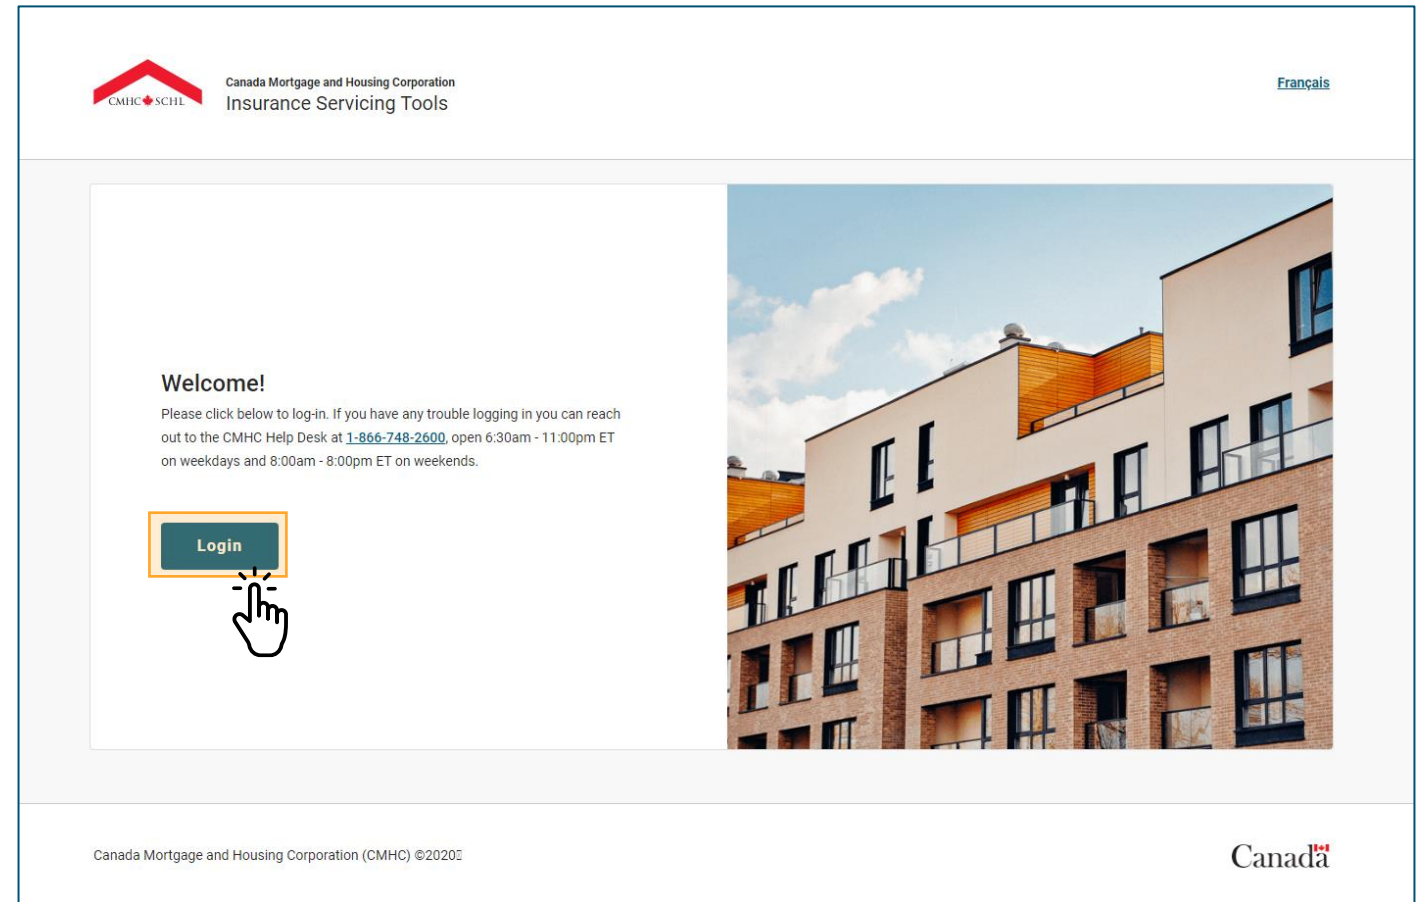 CMHC SCHL
Canada Mortgage and Housing Corporation
Insurance Servicing Tools
Français
Welcome!
Please click below to log-in. If you have any trouble logging in you can reach
out to the CMHC Help Desk at 1-866-748-2600, open 6:30am - 11:00pm ET
on weekdays and 8:00am - 8:00pm ET on weekends.
Login
Canada Mortgage and Housing Corporation (CMHC) ©2020
Canada